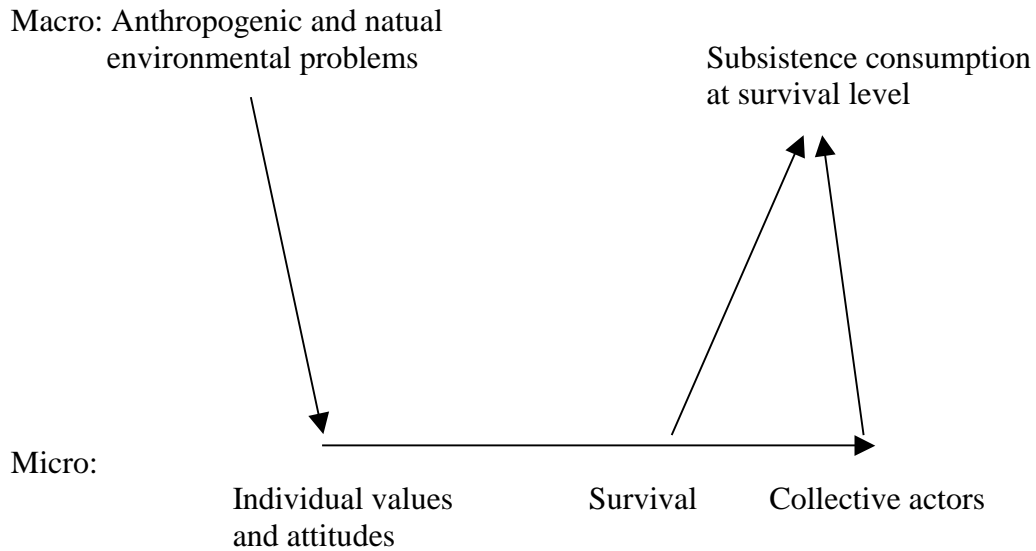 Macro: Anthropogenic and natual
environmental problems
Subsistence consumption
at survival level
Micro:
Individual values
and attitudes
Survival
Collective actors